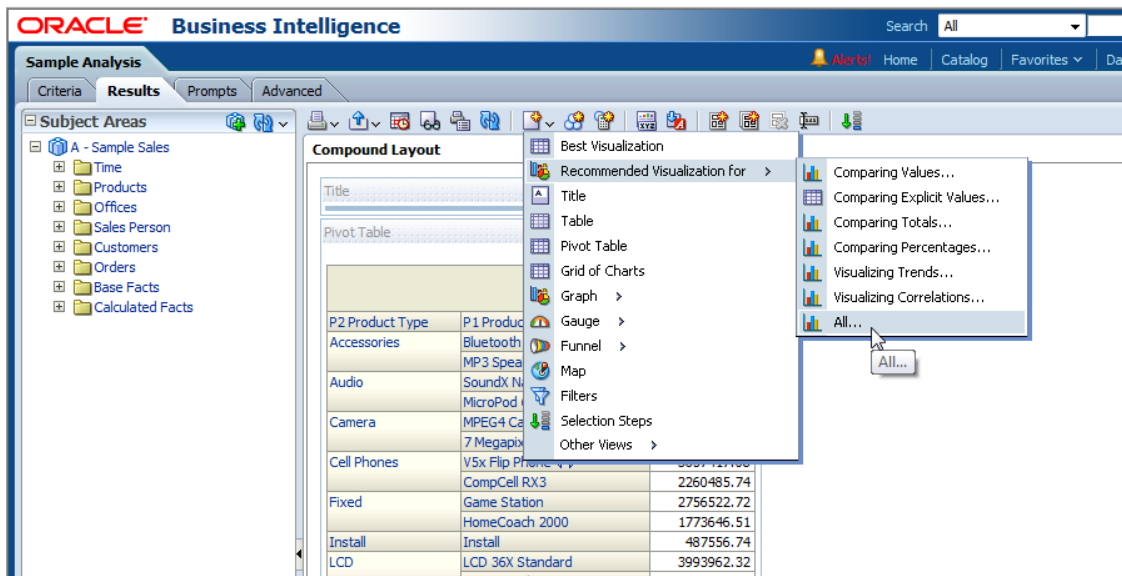 ORACLE Business Intelligence
Search All
Sample Analysis
Alerts! Home Catalog Favorites
Criteria Results Prompts Advanced
Subject Areas
A - Sample Sales
Time
Products
Offices
Sales Person
Customers
Orders
Base Facts
Calculated Facts
Compound Layout
Title
Pivot Table
P2 Product Type
Accessories Bluetooth
Audio SoundX
Camera MPEG4
7
Cell Phones V5x Flip Phone
CompCell RX3 2260485.74
Fixed Game Station 2756522.72
HomeCoach 2000 1773646.51
Install Install 487556.74
LCD LCD 36X Standard 3993962.32
Best Visualization
Recommended Visualization for >
Title
Table
Pivot Table
Grid of Charts
Graph >
Gauge >
Funnel >
Map
Filters
Selection Steps
Other Views >
Comparing Values...
Comparing Explicit Values...
Comparing Totals...
Comparing Percentages...
Visualizing Trends...
Visualizing Correlations...
All...
All...